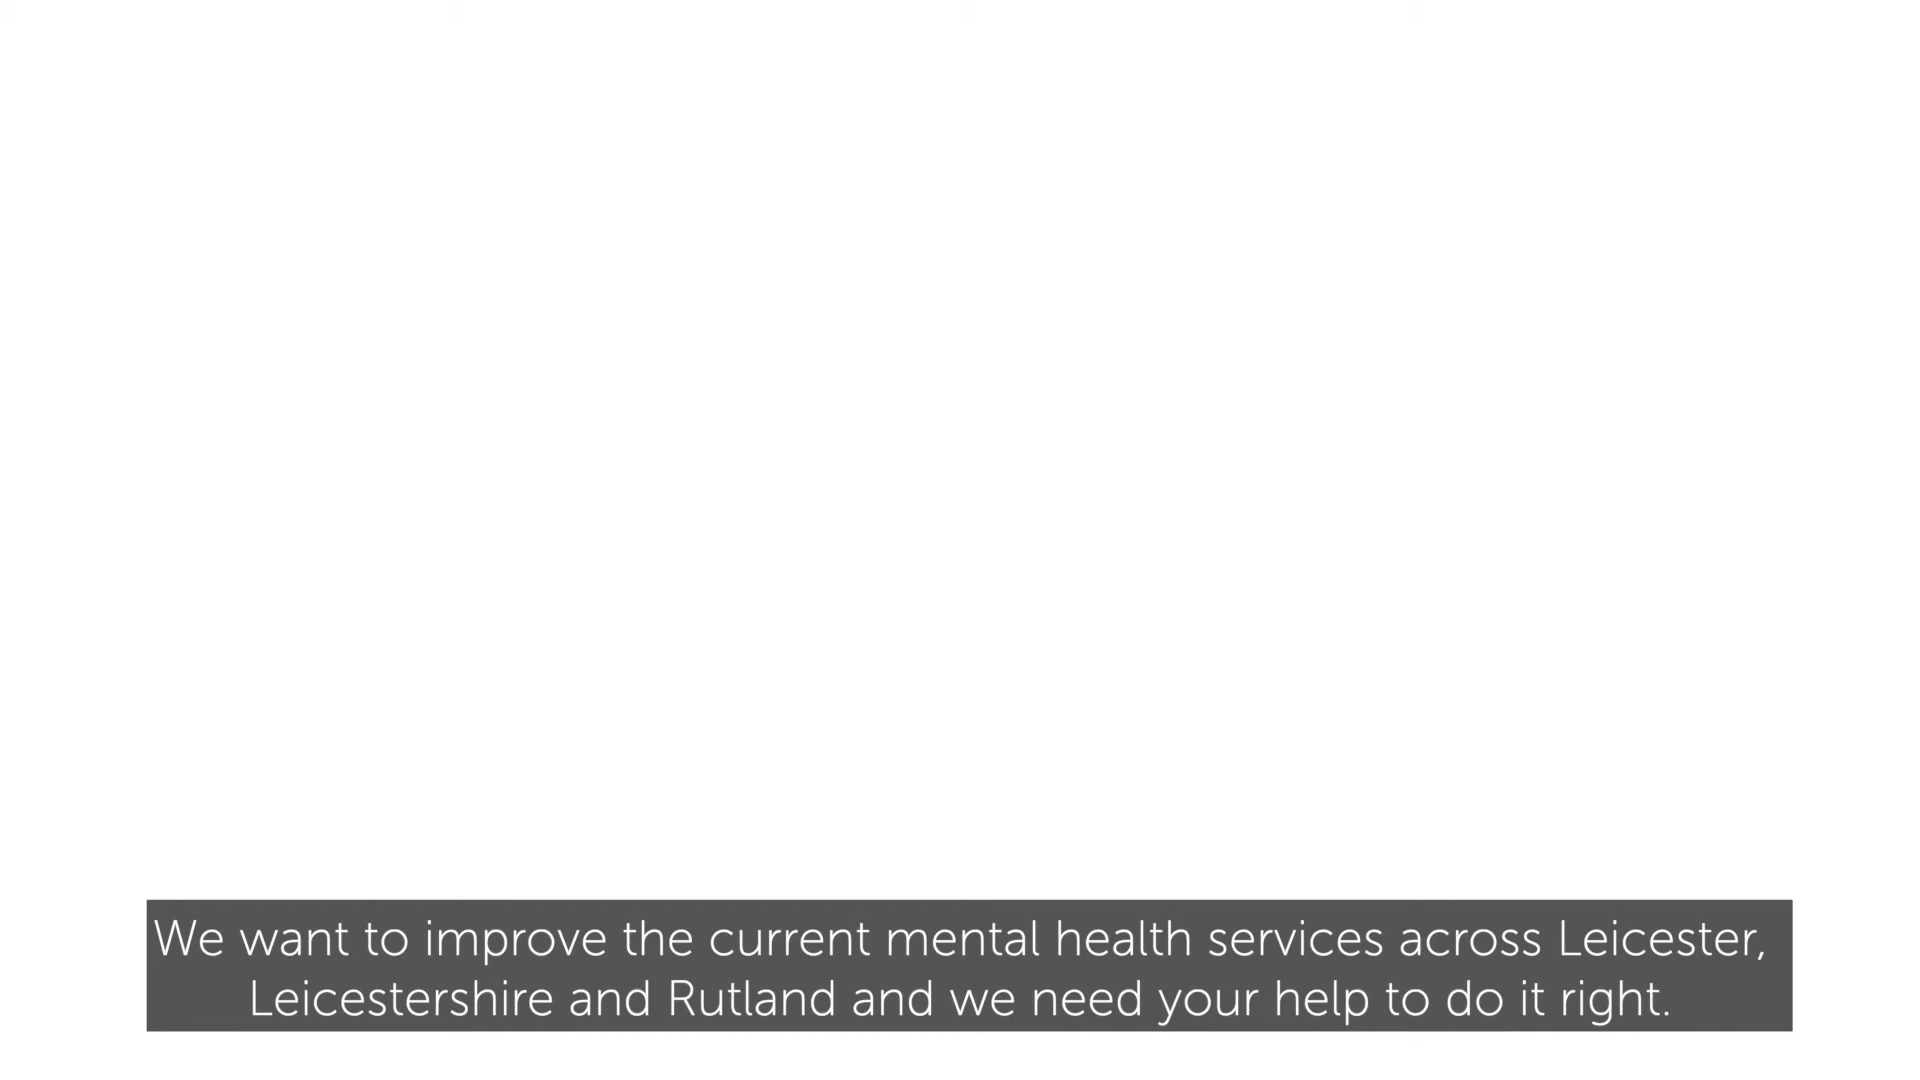 We want to improve the current mental health services across Leicester,
Leicestershire and Rutland and we need your help to do it right.